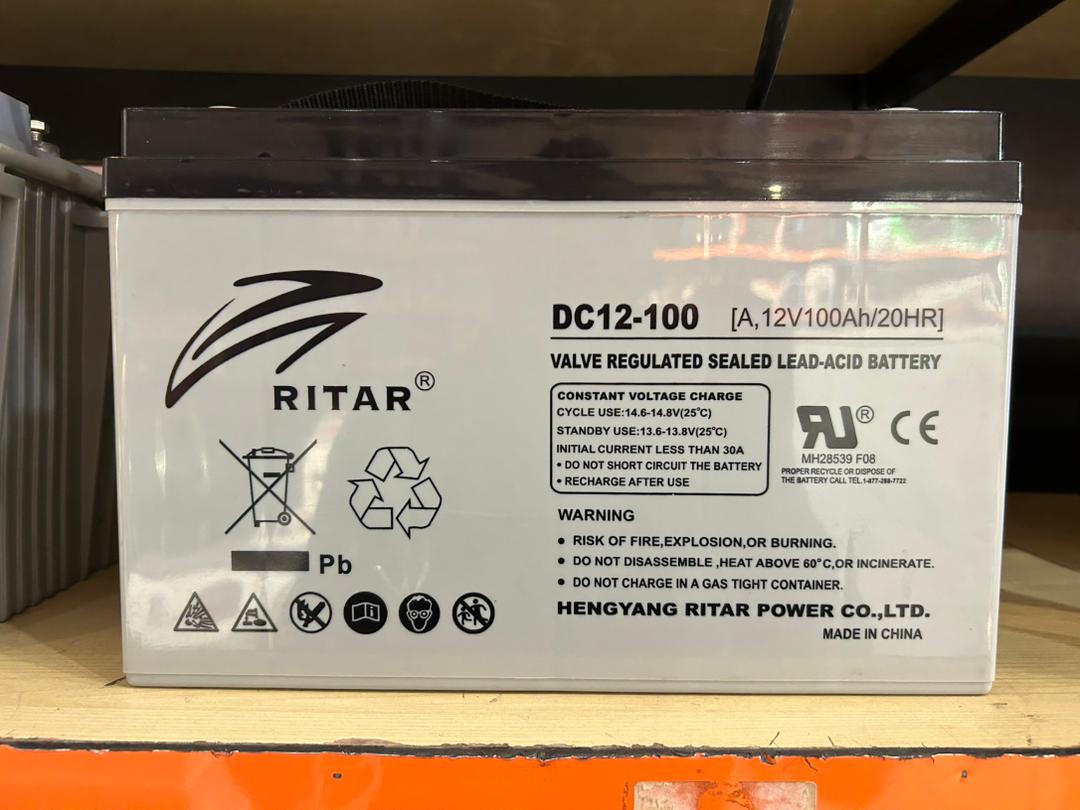 RITAR®
Pb
DC12-100 [A,12V100Ah/20HR]
VALVE REGULATED SEALED LEAD-ACID BATTERY
CONSTANT VOLTAGE CHARGE
CYCLE USE:14.6-14.8V(25℃)
STANDBY USE:13.6-13.8V(25℃)
INITIAL CURRENT LESS THAN 30A
• DO NOT SHORT CIRCUIT THE BATTERY
• RECHARGE AFTER USE
RU® CE
MH28539 F08
PROPER RECYCLE OR DISPOSE OF
THE BATTERY CALL TEL.1-877-288-7722
WARNING
• RISK OF FIRE,EXPLOSION,OR BURNING.
• DO NOT DISASSEMBLE ,HEAT ABOVE 60℃,OR INCINERATE.
• DO NOT CHARGE IN A GAS TIGHT CONTAINER.
HENGYANG RITAR POWER CO.,LTD.
MADE IN CHINA